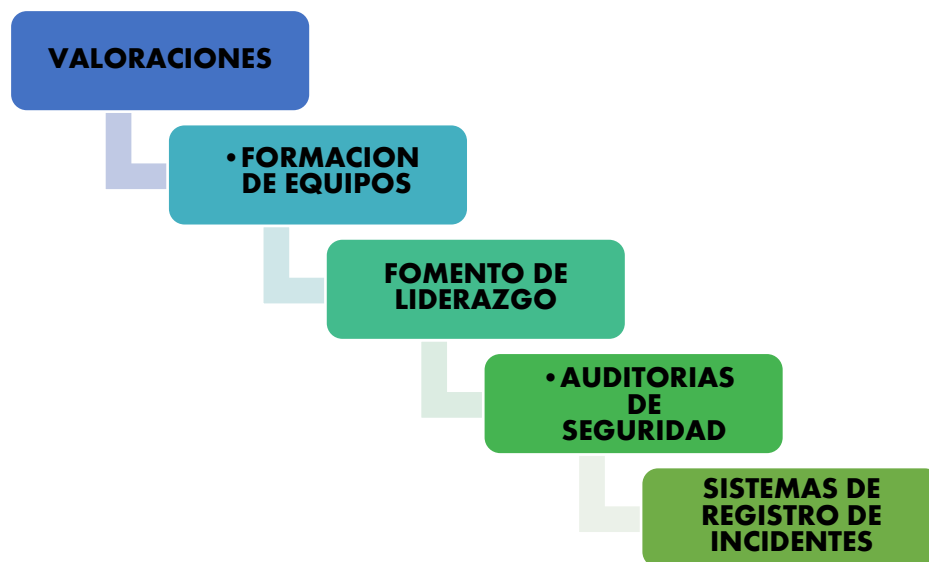 VALORACIONES
•FORMACION
DE EQUIPOS
FOMENTO DE
LIDERAZGO
•AUDITORIAS
DE
SEGURIDAD
SISTEMAS DE
REGISTRO DE
INCIDENTES